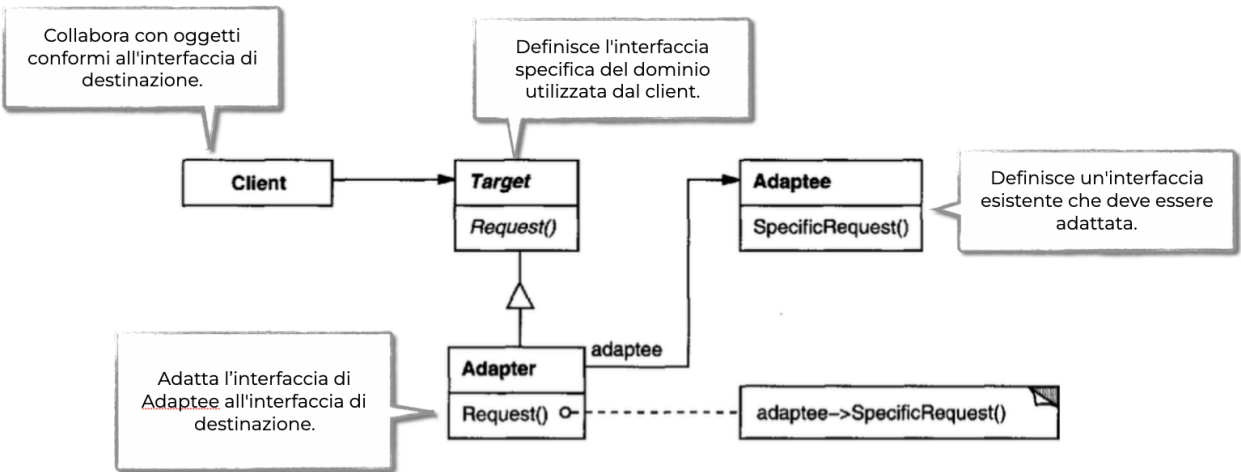 Collabora con oggetti
conformi all'interfaccia di
destinazione.
Definisce l'interfaccia
specifica del dominio
utilizzata dal client.
Client
Target
Request()
Adaptee
SpecificRequest()
Definisce un'interfaccia
esistente che deve essere
adattata.
Adatta l’interfaccia di
Adaptee all'interfaccia di
destinazione.
Adapter
Request()
adaptee
adaptee->SpecificRequest()